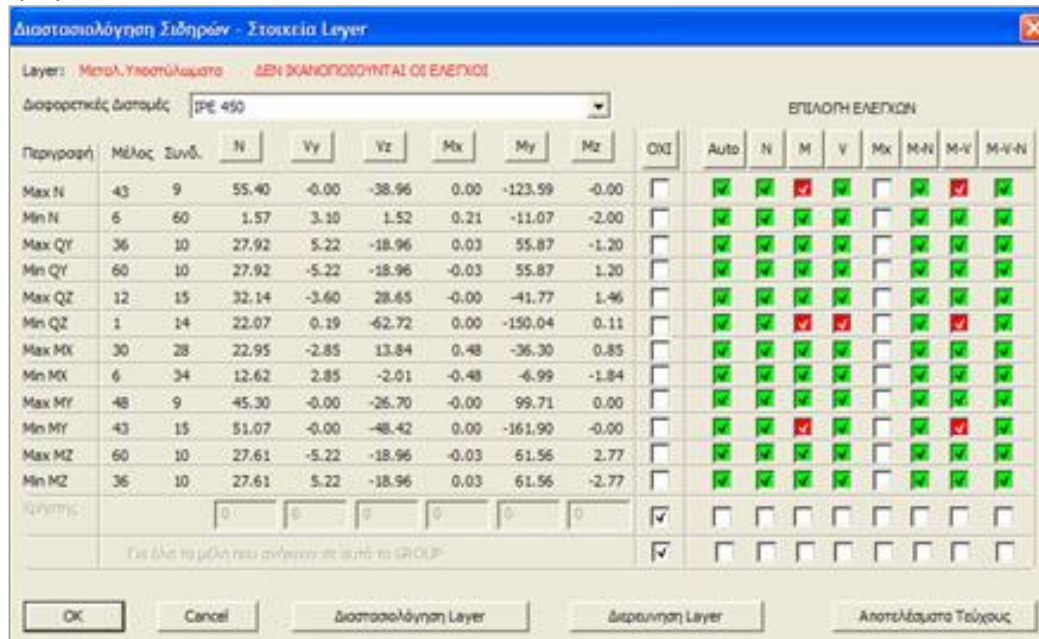 Διαστασιολόγηση Σιδηρών - Στοιχεία Layer
Layer: Μεταλ.Υποστύλωματα ΔΕΝ ΙΚΑΝΟΠΟΙΟΥΝΤΑΙ ΟΙ ΕΛΕΓΧΟΙ
Διαφορετικές Διατομές IPE 450 ΕΠΙΛΟΓΗ ΕΛΕΓΧΩΝ
Περιγραφή Μέλος Συνδ. N Vy Vz Mx My Mz OXI Auto N M V Mx M-N M-V M-V-N
Max N 43 9 55.40 -0.00 -38.96 0.00 -123.59 -0.00
Min N 6 60 1.57 3.10 1.52 0.21 -11.07 -2.00
Max QY 36 10 27.92 5.22 -18.96 0.03 55.87 -1.20
Min QY 60 10 27.92 -5.22 -18.96 -0.03 55.87 1.20
Max QZ 12 15 32.14 -3.60 28.65 -0.00 -41.77 1.46
Min QZ 1 14 22.07 0.19 -62.72 0.00 -150.04 0.11
Max MX 30 28 22.95 -2.85 13.84 0.48 -36.30 0.85
Min MX 6 34 12.62 2.85 -2.01 -0.48 -6.99 -1.84
Max MY 48 9 45.30 -0.00 -26.70 -0.00 99.71 0.00
Min MY 43 15 51.07 -0.00 -48.42 0.00 -161.90 -0.00
Max MZ 60 10 27.61 -5.22 -18.96 -0.03 61.56 2.77
Min MZ 36 10 27.61 5.22 -18.96 0.03 61.56 -2.77
Χρήστης 0 0 0 0 0 0
Για όλα τα μέλη που ανήκουν σε αυτό το GROUP
OK Cancel Διαστασιολόγηση Layer Διερευνηση Layer Αποτελέσματα Τεύχους